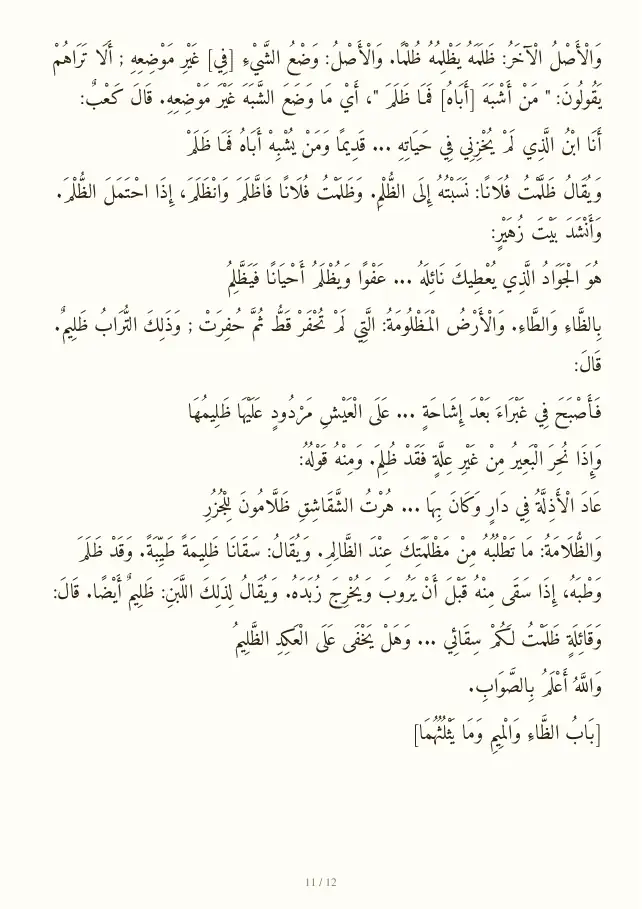 وَالْأَصْلُ الْآخَرُ: ظَلَمَهُ يَظْلِمُهُ ظُلْمًا. وَالْأَصْلُ: وَضْعُ الشَّيْءِ [فِي] غَيْرِ مَوْضِعِهِ ; أَلَا تَرَاهُمْ
يَقُولُونَ: " مَنْ أَشْبَهَ [أَبَاهُ] فَمَا ظَلَمَ "، أَيْ مَا وَضَعَ الشَّبَهَ غَيْرَ مَوْضِعِهِ. قَالَ كَعْبٌ:
أَنَا ابْنُ الَّذِي لَمْ يُخْزِنِي فِي حَيَاتِهِ ... قَدِيمًا وَمَنْ يُشْبِهْ أَبَاهُ فَمَا ظَلَمْ
وَيُقَالُ ظَلَّمْتُ فُلَانًا: نَسَبْتُهُ إِلَى الظُّلْمِ. وَظَلَمْتُ فُلَانًا فَاظَّلَمَ وَانْظَلَمَ، إِذَا احْتَمَلَ الظُّلْمَ.
وَأَنْشَدَ بَيْتَ زُهَيْرٍ:
هُوَ الْجَوَادُ الَّذِي يُعْطِيكَ نَائِلَهُ ... عَفْوًا وَيُظْلَمُ أَحْيَانًا فَيَظَّلِمُ
بِالظَّاءِ وَالطَّاءِ. وَالْأَرْضُ الْمَظْلُومَةُ: الَّتِي لَمْ تُحْفَرْ قَطُّ ثُمَّ حُفِرَتْ ; وَذَلِكَ التُّرَابُ ظَلِيمٌ.
قَالَ:
فَأَصْبَحَ فِي غَبْرَاءَ بَعْدَ إِشَاحَةٍ ... عَلَى الْعَيْشِ مَرْدُودٍ عَلَيْهَا ظَلِيمُهَا
وَإِذَا نُحِرَ الْبَعِيرُ مِنْ غَيْرِ عِلَّةٍ فَقَدْ ظُلِمَ. وَمِنْهُ قَوْلُهُ:
عَادَ الْأَذِلَّةُ فِي دَارٍ وَكَانَ بِهَا ... هُرْتُ الشَّقَاشِقِ ظَلَّامُونَ لِلْجُزُرِ
وَالظُّلَامَةُ: مَا تَطْلُبُهُ مِنْ مَظْلَمَتِكَ عِنْدَ الظَّالِمِ. وَيُقَالُ: سَقَانَا ظَلِيمَةً طَيِّبَةً. وَقَدْ ظَلَمَ
وَطْبَهُ، إِذَا سَقَى مِنْهُ قَبْلَ أَنْ يَرُوبَ وَيُخْرِجَ زُبْدَهُ. وَيُقَالُ لِذَلِكَ اللَّبَنِ: ظَلِيمٌ أَيْضًا. قَالَ:
وَقَائِلَةٍ ظَلَمْتُ لَكُمْ سِقَائِي ... وَهَلْ يَخْفَى عَلَى الْعَكِدِ الظَّلِيمُ
وَاللَّهُ أَعْلَمُ بِالصَّوَابِ.
[بَابُ الظَّاءِ وَالْمِيمِ وَمَا يَثْلُثُهُمَا]
11 / 12